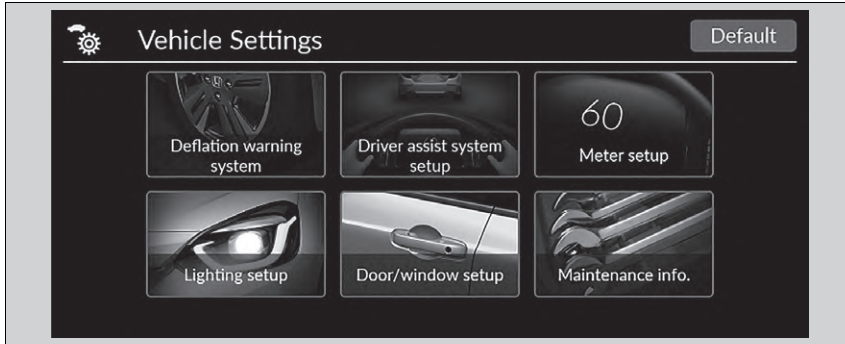 Vehicle Settings
Default
Deflation warning
system
Driver assist system
setup
60
Meter setup
Lighting setup
Door/window setup
Maintenance info.